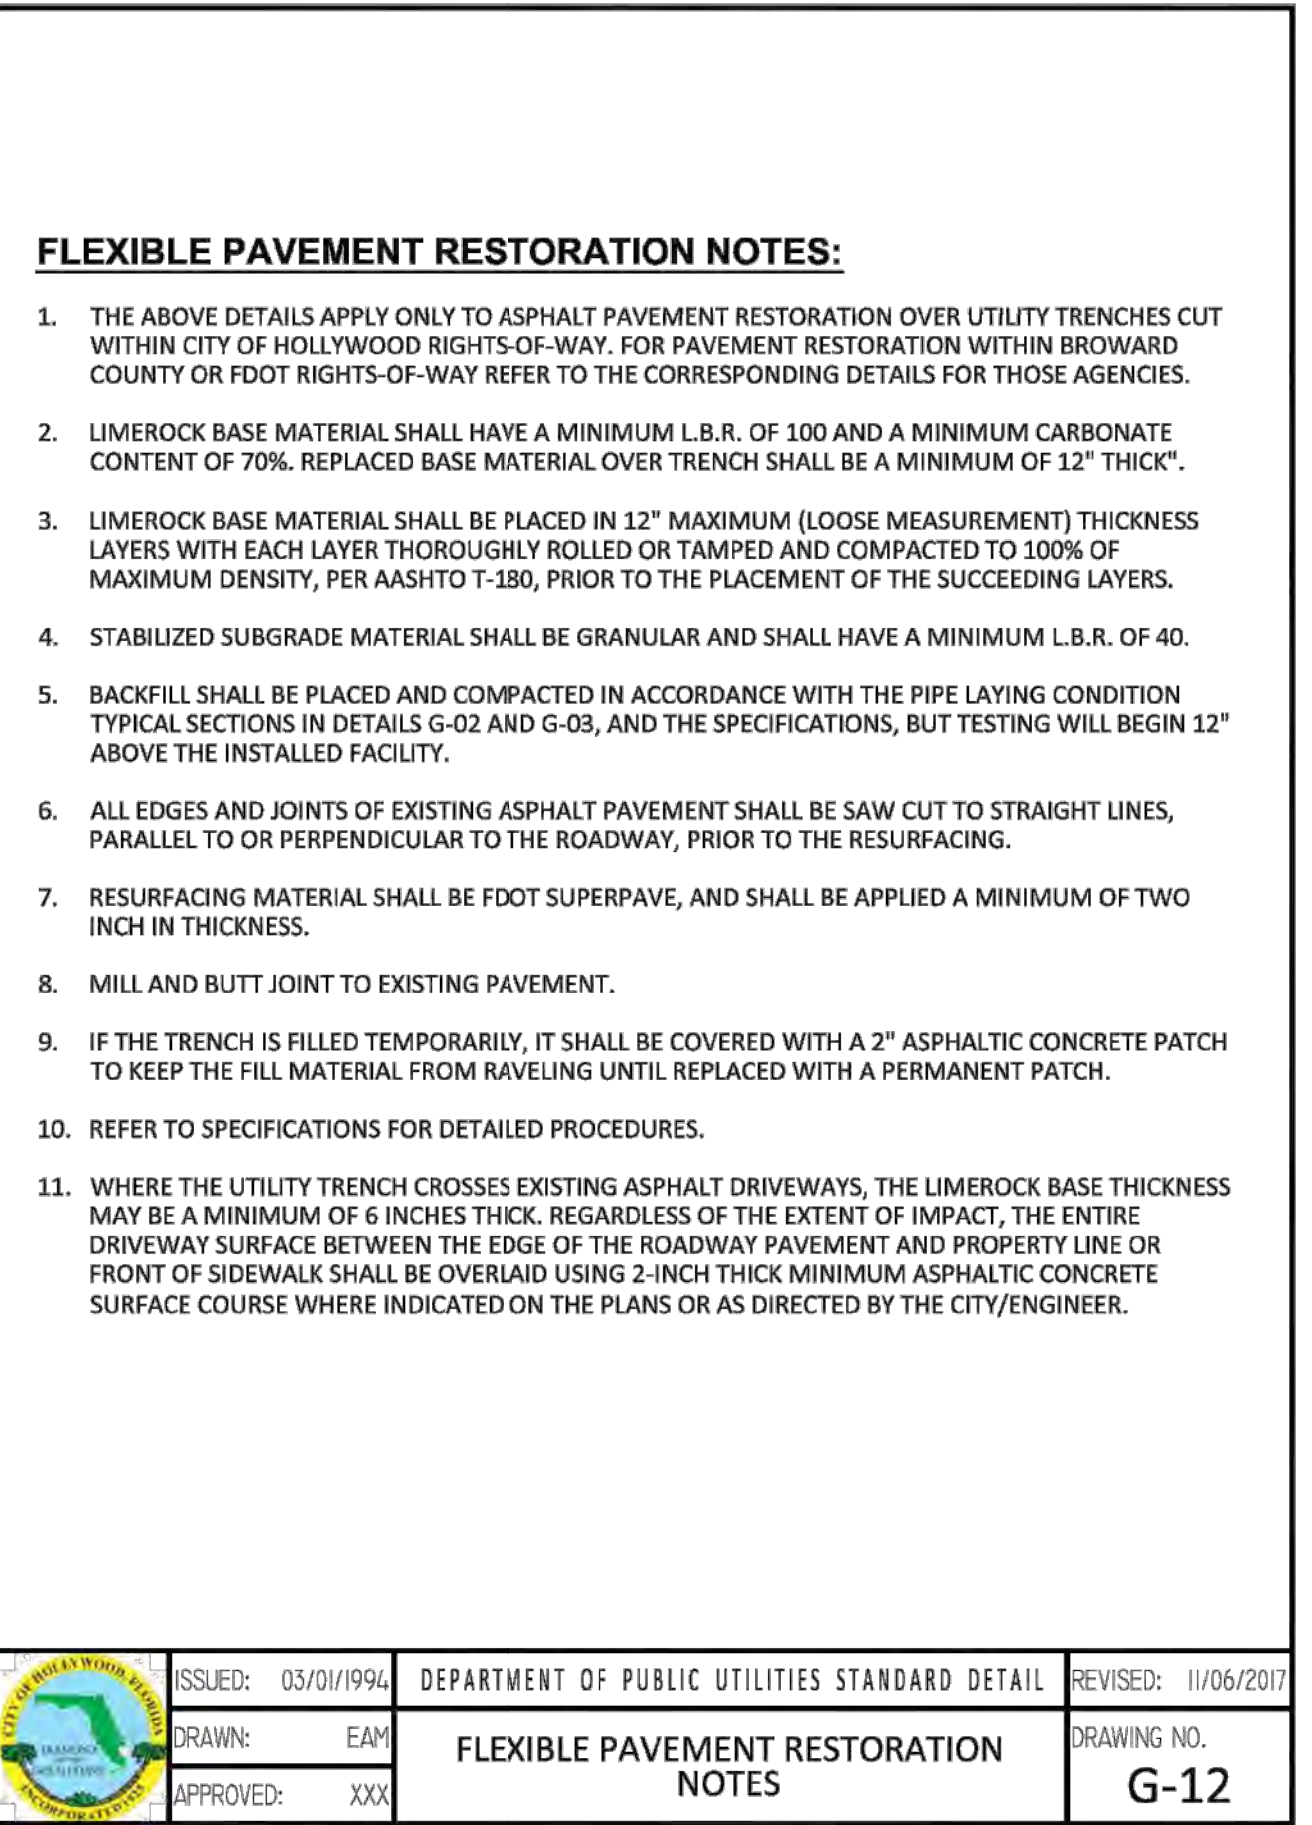 FLEXIBLE PAVEMENT RESTORATION NOTES:
1. THE ABOVE DETAILS APPLY ONLY TO ASPHALT PAVEMENT RESTORATION OVER UTILITY TRENCHES CUT
WITHIN CITY OF HOLLYWOOD RIGHTS-OF-WAY. FOR PAVEMENT RESTORATION WITHIN BROWARD
COUNTY OR FDOT RIGHTS-OF-WAY REFER TO THE CORRESPONDING DETAILS FOR THOSE AGENCIES.
2. LIMEROCK BASE MATERIAL SHALL HAVE A MINIMUM L.B.R. OF 100 AND A MINIMUM CARBONATE
CONTENT OF 70%. REPLACED BASE MATERIAL OVER TRENCH SHALL BE A MINIMUM OF 12" THICK".
3. LIMEROCK BASE MATERIAL SHALL BE PLACED IN 12" MAXIMUM (LOOSE MEASUREMENT) THICKNESS
LAYERS WITH EACH LAYER THOROUGHLY ROLLED OR TAMPED AND COMPACTED TO 100% OF
MAXIMUM DENSITY, PER AASHTO T-180, PRIOR TO THE PLACEMENT OF THE SUCCEEDING LAYERS.
4. STABILIZED SUBGRADE MATERIAL SHALL BE GRANULAR AND SHALL HAVE A MINIMUM L.B.R. OF 40.
5. BACKFILL SHALL BE PLACED AND COMPACTED IN ACCORDANCE WITH THE PIPE LAYING CONDITION
TYPICAL SECTIONS IN DETAILS G-02 AND G-03, AND THE SPECIFICATIONS, BUT TESTING WILL BEGIN 12"
ABOVE THE INSTALLED FACILITY.
6. ALL EDGES AND JOINTS OF EXISTING ASPHALT PAVEMENT SHALL BE SAW CUT TO STRAIGHT LINES,
PARALLEL TO OR PERPENDICULAR TO THE ROADWAY, PRIOR TO THE RESURFACING.
7. RESURFACING MATERIAL SHALL BE FDOT SUPERPAVE, AND SHALL BE APPLIED A MINIMUM OF TWO
INCH IN THICKNESS.
8. MILL AND BUTT JOINT TO EXISTING PAVEMENT.
9. IF THE TRENCH IS FILLED TEMPORARILY, IT SHALL BE COVERED WITH A 2" ASPHALTIC CONCRETE PATCH
TO KEEP THE FILL MATERIAL FROM RAVELING UNTIL REPLACED WITH A PERMANENT PATCH.
10. REFER TO SPECIFICATIONS FOR DETAILED PROCEDURES.
11. WHERE THE UTILITY TRENCH CROSSES EXISTING ASPHALT DRIVEWAYS, THE LIMEROCK BASE THICKNESS
MAY BE A MINIMUM OF 6 INCHES THICK. REGARDLESS OF THE EXTENT OF IMPACT, THE ENTIRE
DRIVEWAY SURFACE BETWEEN THE EDGE OF THE ROADWAY PAVEMENT AND PROPERTY LINE OR
FRONT OF SIDEWALK SHALL BE OVERLAID USING 2-INCH THICK MINIMUM ASPHALTIC CONCRETE
SURFACE COURSE WHERE INDICATED ON THE PLANS OR AS DIRECTED BY THE CITY/ENGINEER.
CITY OF HOLLYWOOD, FLORIDA
DIAMOND
INCORPORATED 1925
ISSUED: 03/01/1994
DRAWN: EAM
APPROVED: XXX
DEPARTMENT OF PUBLIC UTILITIES STANDARD DETAIL
FLEXIBLE PAVEMENT RESTORATION
NOTES
REVISED: 11/06/2017
DRAWING NO.
G-12